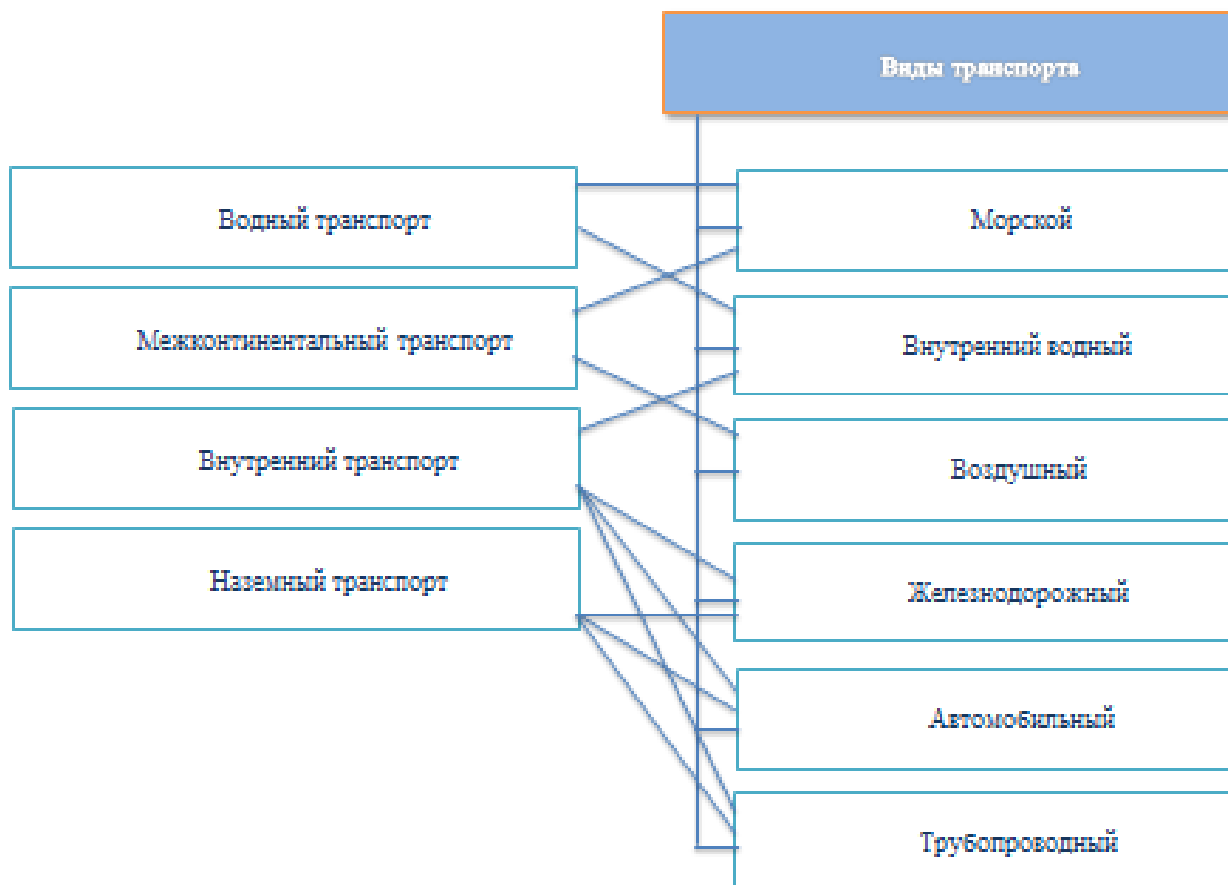 Виды транспорта
Водный транспорт
Морской
Межконтинентальный транспорт
Внутренний водный
Внутренний транспорт
Воздушный
Наземный транспорт
Железнодорожный
Автомобильный
Трубопроводный